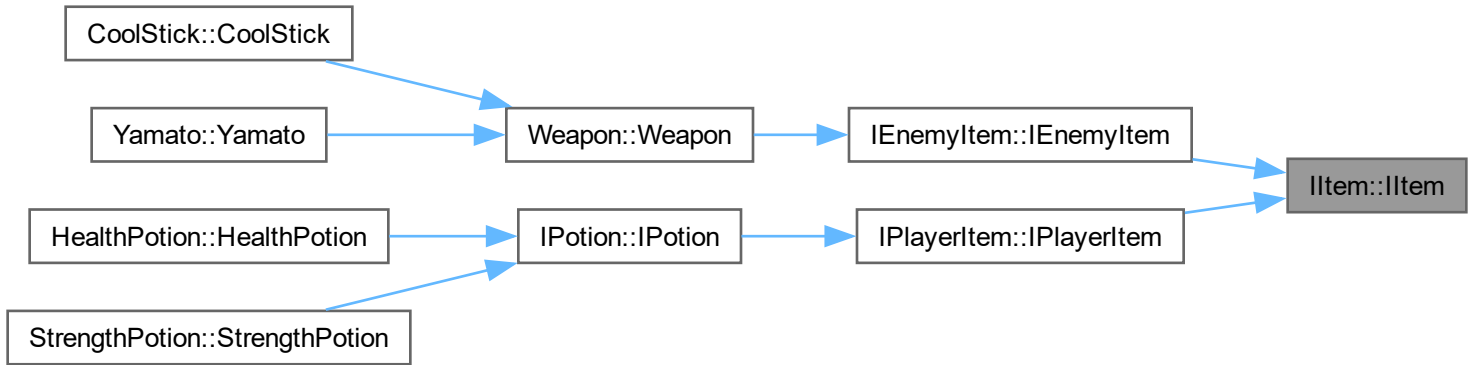 CoolStick::CoolStick
Yamato::Yamato
Weapon::Weapon
IEnemyItem::IEnemyItem
IItem::IItem
HealthPotion::HealthPotion
IPotion::IPotion
IPlayerItem::IPlayerItem
StrengthPotion::StrengthPotion